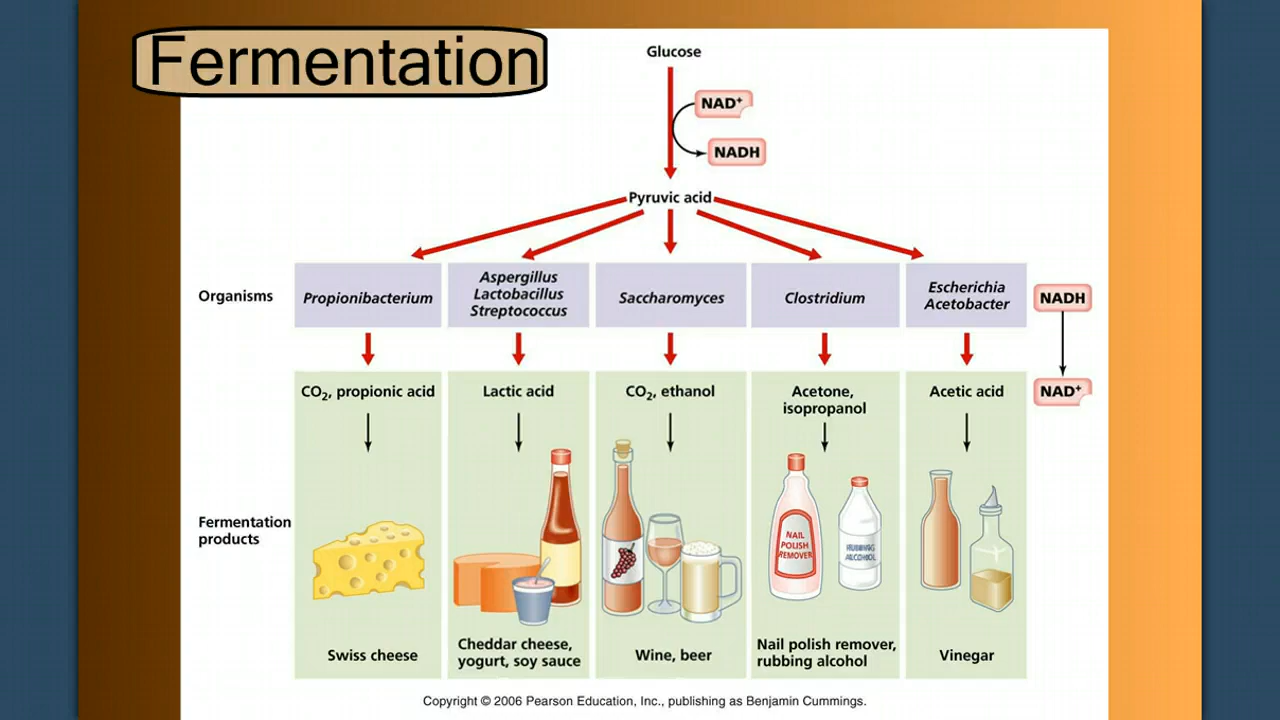 Fermentation
Glucose
NAD+
NADH
Pyruvic acid
Organisms
Propionibacterium
Aspergillus
Lactobacillus
Streptococcus
Saccharomyces
Clostridium
Escherichia
Acetobacter
NADH
CO2, propionic acid
Lactic acid
CO2, ethanol
Acetone,
isopropanol
Acetic acid
NAD+
Fermentation
products
NAIL
POLISH
REMOVER
RUBBING
ALCOHOL
Swiss cheese
Cheddar cheese,
yogurt, soy sauce
Wine, beer
Nail polish remover,
rubbing alcohol
Vinegar
Copyright © 2006 Pearson Education, Inc., publishing as Benjamin Cummings.